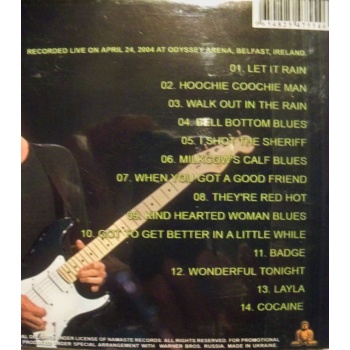 RECORDED LIVE ON APRIL 24, 2004 AT ODYSSEY ARENA, BELFAST, IRELAND.
01. LET IT RAIN
02. HOOCHIE COOCHIE MAN
03. WALK OUT IN THE RAIN
04. BELL BOTTOM BLUES
05. I SHOT THE SHERIFF
06. MILKCOW'S CALF BLUES
07. WHEN YOU GOT A GOOD FRIEND
08. THEY'RE RED HOT
09. KIND HEARTED WOMAN BLUES
10. GOT TO GET BETTER IN A LITTLE WHILE
11. BADGE
12. WONDERFUL TONIGHT
13. LAYLA
14. COCAINE
UNDER LICENSE OF NAMASTE RECORDS. ALL RIGHTS RESERVED. FOR PROMOTIONAL
UNDER SPECIAL ARRANGEMENT WITH WARNER BROS. RUSSIA. MADE IN UKRAINE.